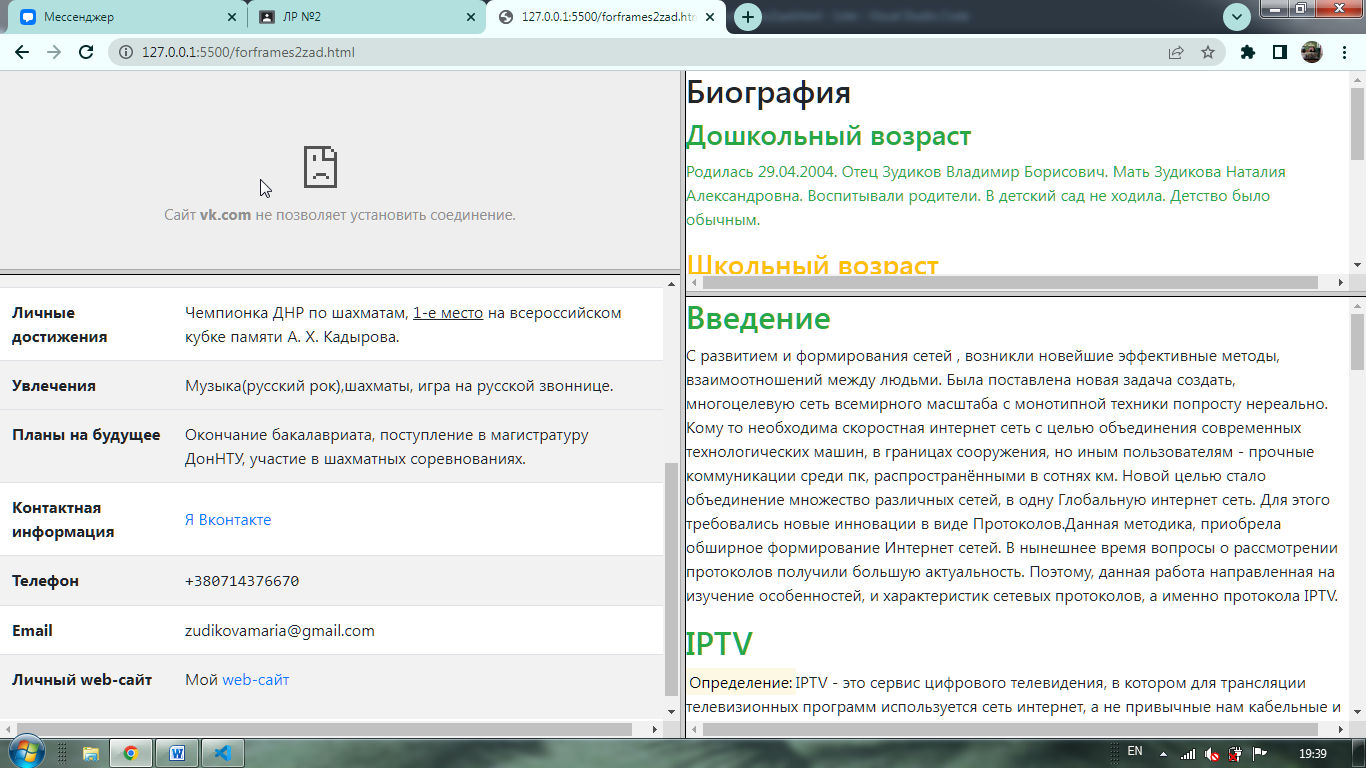 Мессенджер
ЛР №2
127.0.0.1:5500/forframes2zad.htm
127.0.0.1:5500/forframes2zad.html
Сайт vk.com не позволяет установить соединение.
Личные достижения
Чемпионка ДНР по шахматам, 1-е место на всероссийском
кубке памяти А. Х. Кадырова.
Увлечения
Музыка(русский рок),шахматы, игра на русской звоннице.
Планы на будущее
Окончание бакалавриата, поступление в магистратуру
ДонНТУ, участие в шахматных соревнованиях.
Контактная
информация
Я Вконтакте
Телефон
+380714376670
Email
zudikovamaria@gmail.com
Личный web-сайт
Мой web-сайт
Биография
Дошкольный возраст
Родилась 29.04.2004. Отец Зудиков Владимир Борисович. Мать Зудикова Наталия
Александровна. Воспитывали родители. В детский сад не ходила. Детство было
обычным.
Школьный возраст
Введение
С развитием и формирования сетей , возникли новейшие эффективные методы,
взаимоотношений между людьми. Была поставлена новая задача создать,
многоцелевую сеть всемирного масштаба с монотипной техники попросту нереально.
Кому то необходима скоростная интернет сеть с целью объединения современных
технологических машин, в границах сооружения, но иным пользователям - прочные
коммуникации среди пк, распространёнными в сотнях км. Новой целью стало
объединение множество различных сетей, в одну Глобальную интернет сеть. Для этого
требовались новые инновации в виде Протоколов.Данная методика, приобрела
обширное формирование Интернет сетей. В нынешнее время вопросы о рассмотрении
протоколов получили большую актуальность. Поэтому, данная работа направленная на
изучение особенностей, и характеристик сетевых протоколов, а именно протокола IPTV.
IPTV
Определение: IPTV - это сервис цифрового телевидения, в котором для трансляции
телевизионных программ используется сеть интернет, а не привычные нам кабельные и
EN
19:39